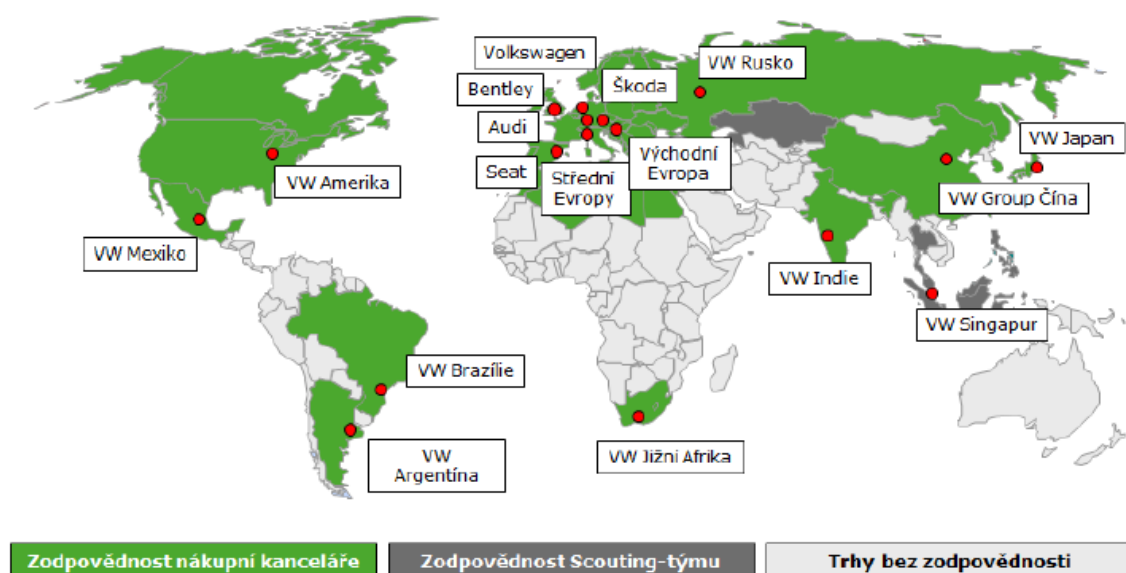 Volkswagen
VW Rusko
Bentley
Škoda
Audi
VW Japan
Seat
Střední
Evropy
Východní
Evropa
VW Amerika
VW Group Čína
VW Mexiko
VW Indie
VW Singapur
VW Brazílie
VW
Argentína
VW Jižní Afrika
Zodpovědnost nákupní kanceláře
Zodpovědnost Scouting-týmu
Trhy bez zodpovědnosti